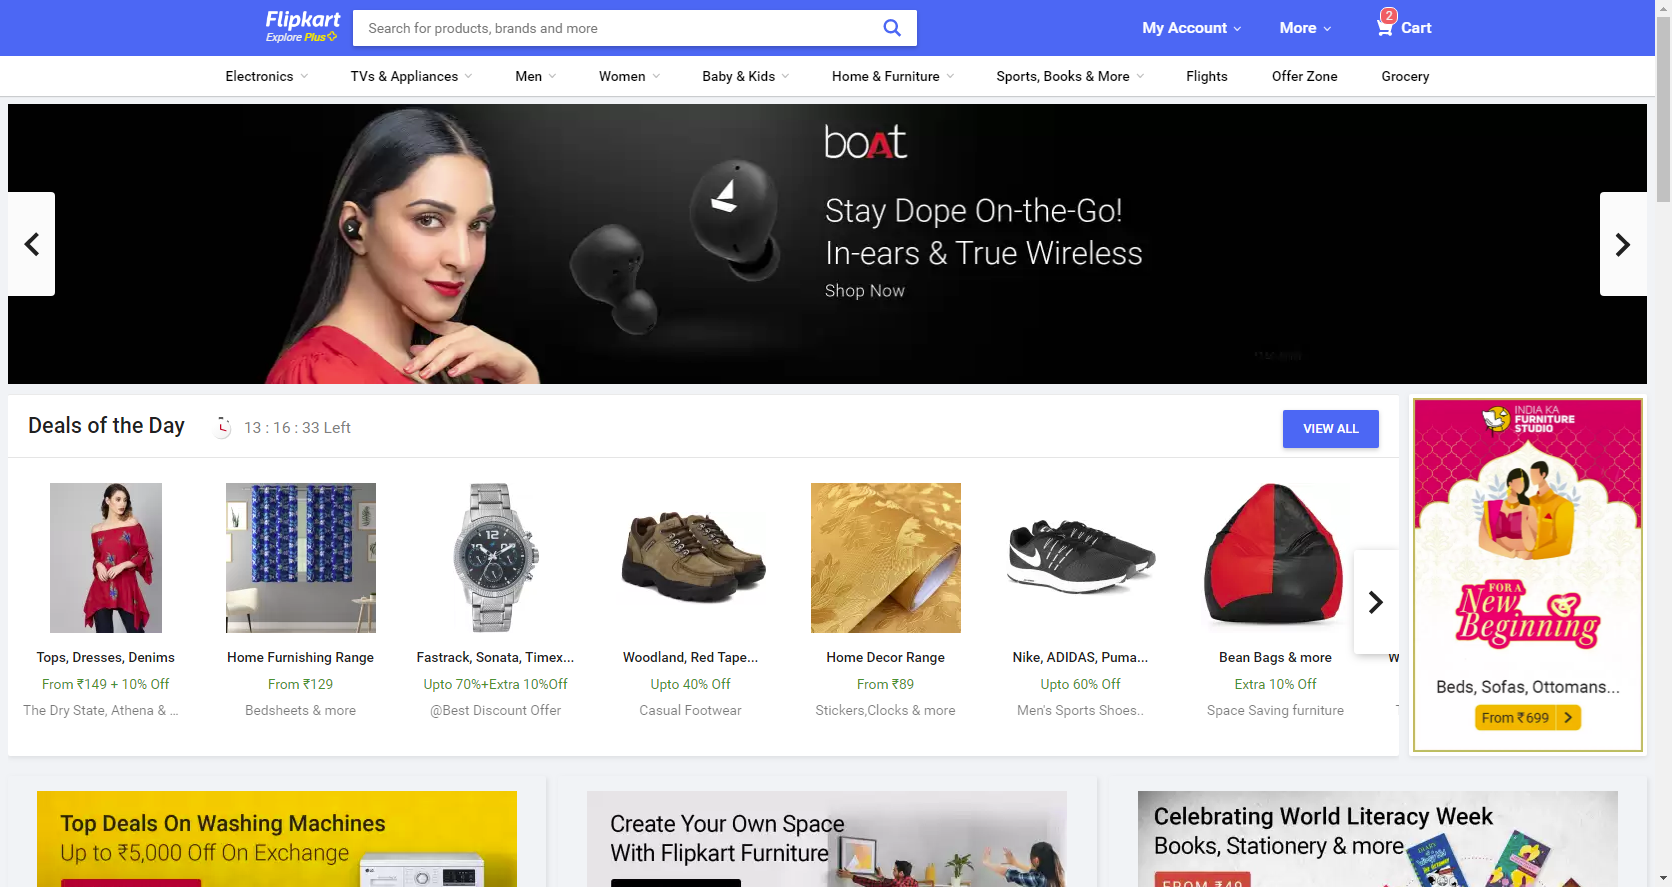 Flipkart
Explore Plus
Search for products, brands and more
My Account
More
2
Cart
Electronics
TVs & Appliances
Men
Women
Baby & Kids
Home & Furniture
Sports, Books & More
Flights
Offer Zone
Grocery
boAt
Stay Dope On-the-Go!
In-ears & True Wireless
Shop Now
Deals of the Day
13 : 16 : 33 Left
VIEW ALL
Tops, Dresses, Denims
From ₹149 + 10% Off
The Dry State, Athena & ...
Home Furnishing Range
From ₹129
Bedsheets & more
Fastrack, Sonata, Timex...
Upto 70%+Extra 10%Off
@Best Discount Offer
Woodland, Red Tape...
Upto 40% Off
Casual Footwear
Home Decor Range
From ₹89
Stickers,Clocks & more
Nike, ADIDAS, Puma...
Upto 60% Off
Men's Sports Shoes..
Bean Bags & more
Extra 10% Off
Space Saving furniture
INDIA KA
FURNITURE
STUDIO
FOR A
New
Beginning
Beds, Sofas, Ottomans...
From ₹699
Top Deals On Washing Machines
Up to ₹5,000 Off On Exchange
Create Your Own Space
With Flipkart Furniture
Celebrating World Literacy Week
Books, Stationery & more
FROM ₹49